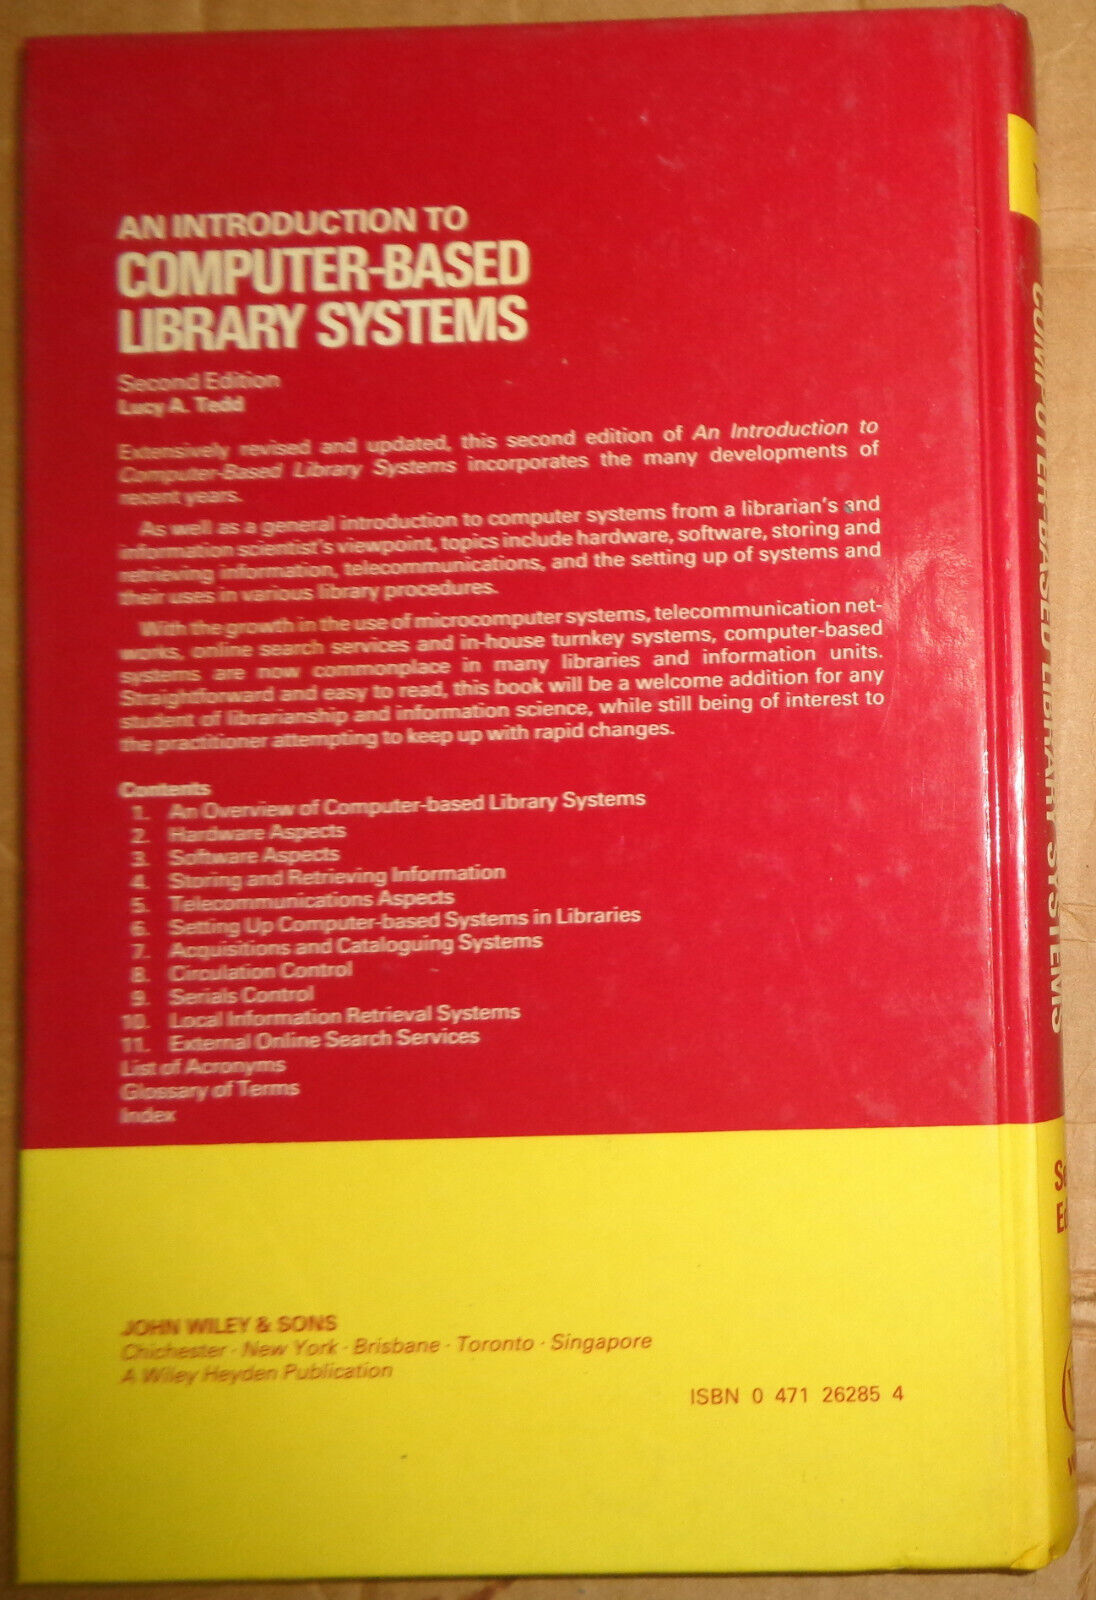 AN INTRODUCTION TO
COMPUTER-BASED
LIBRARY SYSTEMS
Second Edition
Lucy A. Tedd
Extensively revised and updated, this second edition of An Introduction to
Computer-Based Library Systems incorporates the many developments of
recent years.
As well as a general introduction to computer systems from a librarian's and
information scientist's viewpoint, topics include hardware, software, storing and
retrieving information, telecommunications, and the setting up of systems and
their uses in various library procedures.
With the growth in the use of microcomputer systems, telecommunication net-
works, online search services and in-house turnkey systems, computer-based
systems are now commonplace in many libraries and information units.
Straightforward and easy to read, this book will be a welcome addition for any
student of librarianship and information science, while still being of interest to
the practitioner attempting to keep up with rapid changes.
Contents
1. An Overview of Computer-based Library Systems
2. Hardware Aspects
3. Software Aspects
4. Storing and Retrieving Information
5. Telecommunications Aspects
6. Setting Up Computer-based Systems in Libraries
7. Acquisitions and Cataloguing Systems
8. Circulation Control
9. Serials Control
10. Local Information Retrieval Systems
11. External Online Search Services
List of Acronyms
Glossary of Terms
Index
JOHN WILEY & SONS
Chichester · New York · Brisbane · Toronto · Singapore
A Wiley Heyden Publication
ISBN 0 471 26285 4
COMPUTER-BASED LIBRARY SYSTEMS